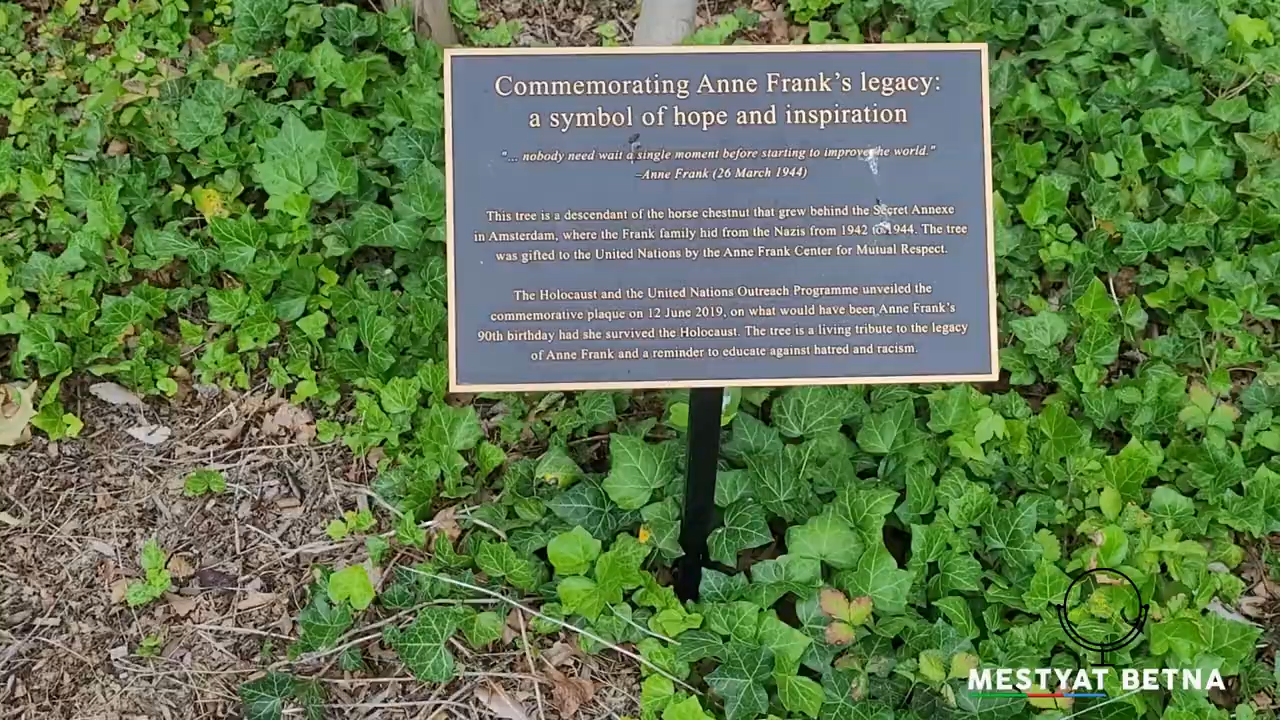 Commemorating Anne Frank's legacy:
a symbol of hope and inspiration
"... nobody need wait a single moment before starting to improve the world."
–Anne Frank (26 March 1944)
This tree is a descendant of the horse chestnut that grew behind the Secret Annexe
in Amsterdam, where the Frank family hid from the Nazis from 1942 to 1944. The tree
was gifted to the United Nations by the Anne Frank Center for Mutual Respect.
The Holocaust and the United Nations Outreach Programme unveiled the
commemorative plaque on 12 June 2019, on what would have been Anne Frank's
90th birthday had she survived the Holocaust. The tree is a living tribute to the legacy
of Anne Frank and a reminder to educate against hatred and racism.
MESTYAT BETNA